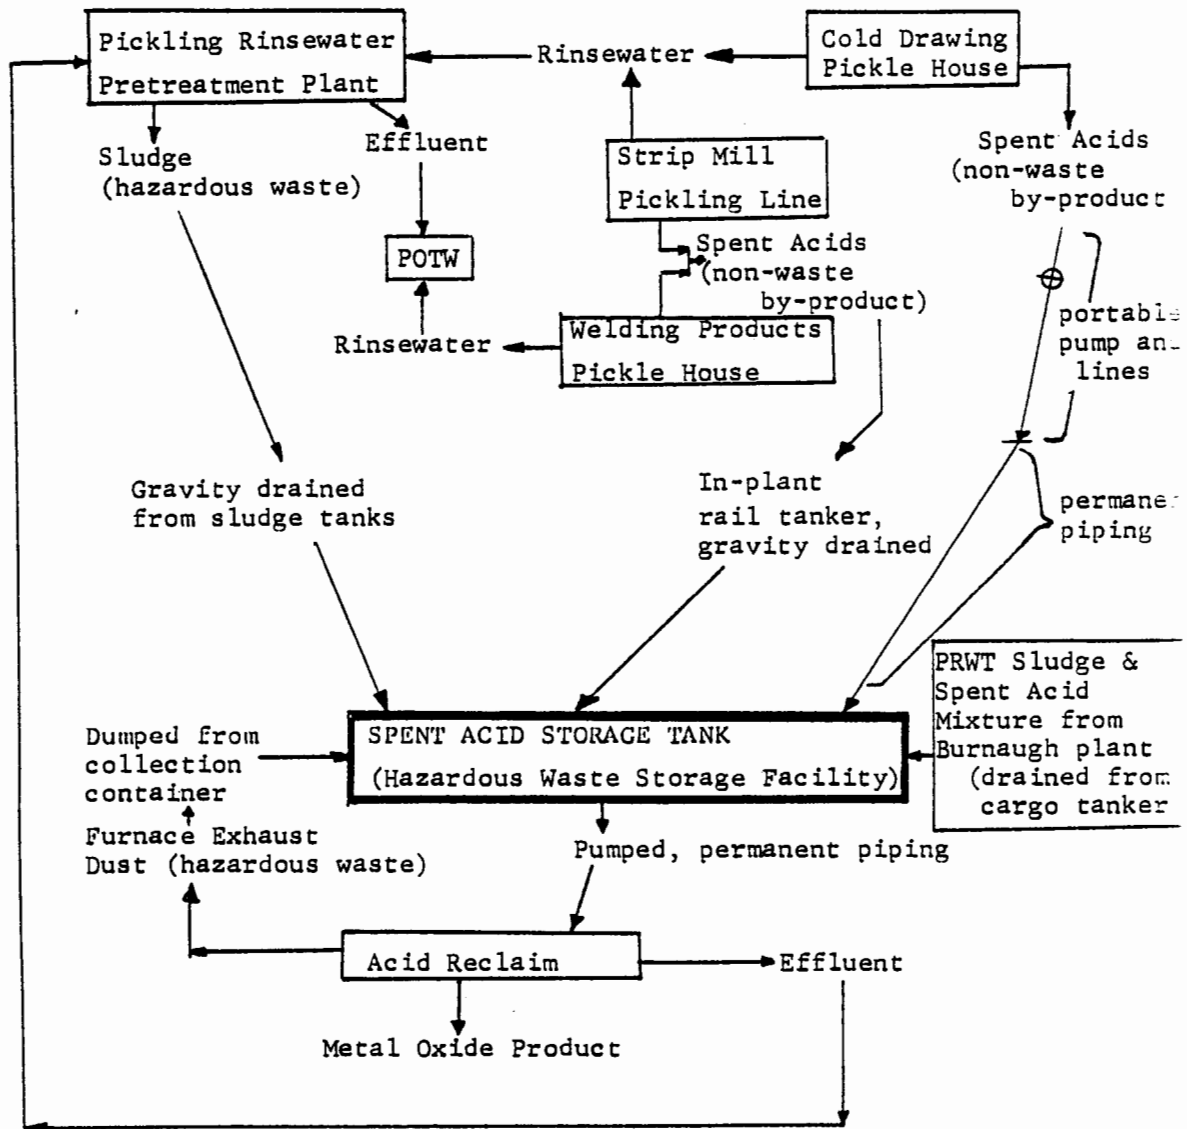 Pickling Rinsewater
Pretreatment Plant
Rinsewater
Cold Drawing
Pickle House
Sludge
(hazardous waste)
Effluent
Strip Mill
Pickling Line
Spent Acids
(non-waste
by-product
POTW
Spent Acids
(non-waste
by-product)
Rinsewater
Welding Products
Pickle House
pump
lines
Gravity drained
from sludge tanks
In-plant
rail tanker,
gravity drained
piping
PRWT Sludge &
Spent Acid
Mixture from
Burnaugh plant
(drained from
cargo tanker
Dumped from
collection
container
SPENT ACID STORAGE TANK
(Hazardous Waste Storage Facility)
Furnace Exhaust
Dust (hazardous waste)
Pumped, permanent piping
Acid Reclaim
Effluent
Metal Oxide Product